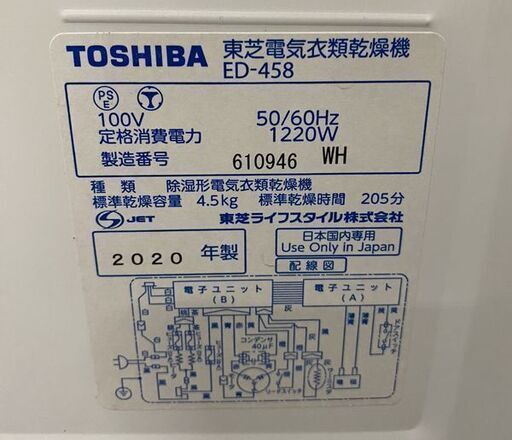 TOSHIBA 東芝電気衣類乾燥機
ED-458
PS E
100V 50/60Hz
定格消費電力 1220W
製造番号 610946 WH
種 類 除湿形電気衣類乾燥機
標準乾燥容量 4.5kg 標準乾燥時間 205分
S JET 東芝ライフスタイル株式会社
2020 年製
日本国内専用
Use Only in Japan
配線図
電子ユニット
(B)
電子ユニット
(A)
コンデンサ
40μF